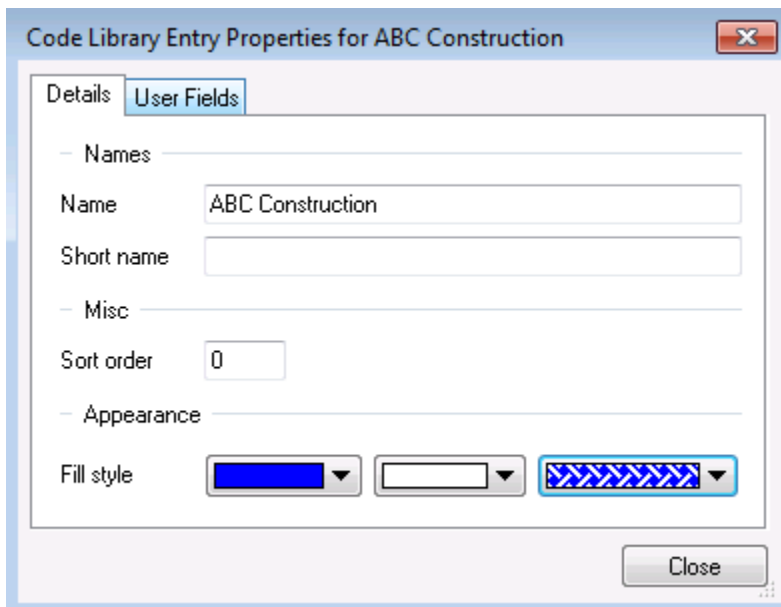 Code Library Entry Properties for ABC Construction
Details User Fields
Names
Name ABC Construction
Short name
Misc
Sort order 0
Appearance
Fill style
Close